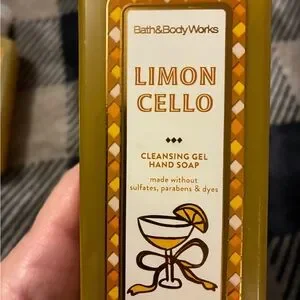 Bath&BodyWorks
LIMON
CELLO
CLEANSING GEL
HAND SOAP
made without
sulfates, parabens & dyes